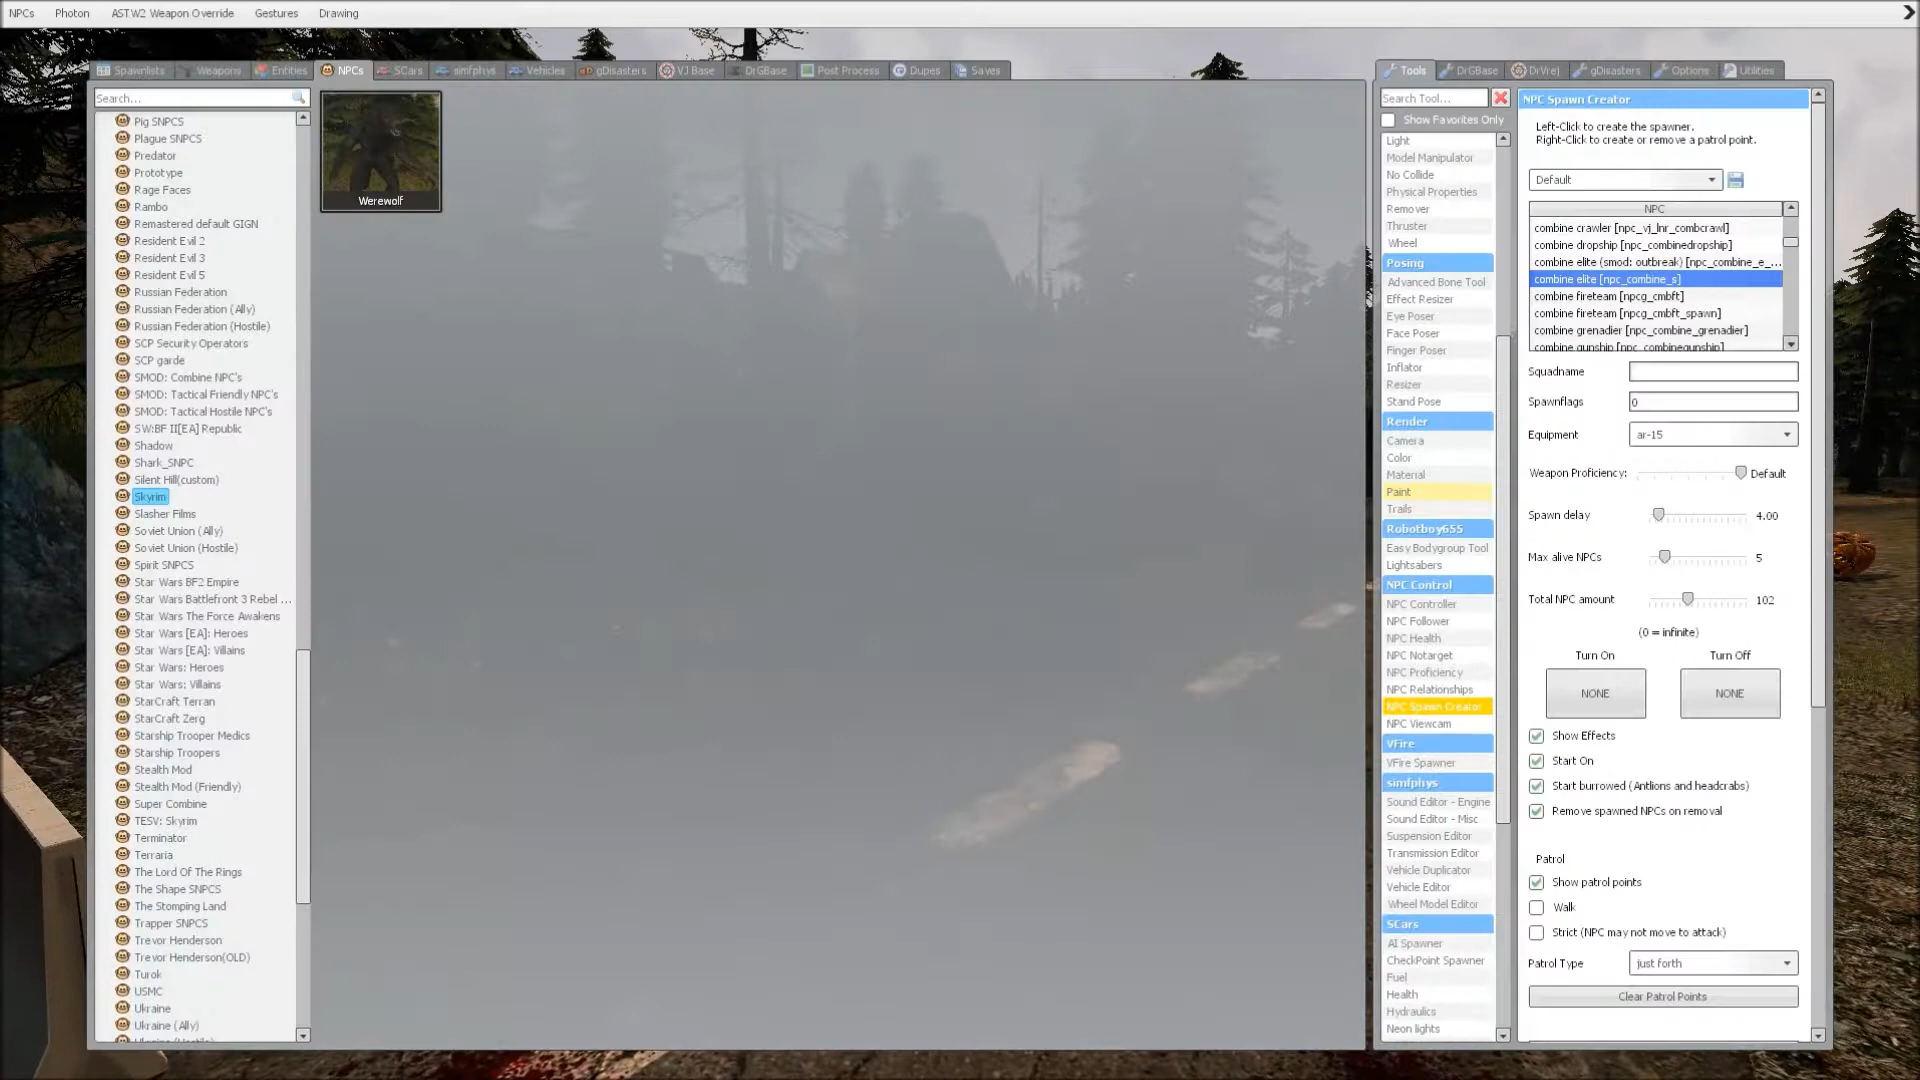 NPCs Photon ASTW2 Weapon Override Gestures Drawing
Spawnlists Weapons Entities NPCs SCars simfphys Vehicles gDisasters VJ Base DrGBase Post Process Dupes Saves
Search...
Pig SNPCS
Plague SNPCS
Predator
Prototype
Rage Faces
Rambo
Remastered default GIGN
Resident Evil 2
Resident Evil 3
Resident Evil 5
Russian Federation
Russian Federation (Ally)
Russian Federation (Hostile)
SCP Security Operators
SCP garde
SMOD: Combine NPC's
SMOD: Tactical Friendly NPC's
SMOD: Tactical Hostile NPC's
SW:BF II[EA] Republic
Shadow
Shark_SNPC
Silent Hill(custom)
Skyrim
Slasher Films
Soviet Union (Ally)
Soviet Union (Hostile)
Spirit SNPCS
Star Wars BF2 Empire
Star Wars Battlefront 3 Rebel ...
Star Wars The Force Awakens
Star Wars [EA]: Heroes
Star Wars [EA]: Villains
Star Wars: Heroes
Star Wars: Villains
StarCraft Terran
StarCraft Zerg
Starship Trooper Medics
Starship Troopers
Stealth Mod
Stealth Mod (Friendly)
Super Combine
TESV: Skyrim
Terminator
Terraria
The Lord Of The Rings
The Shape SNPCS
The Stomping Land
Trapper SNPCS
Trevor Henderson
Trevor Henderson(OLD)
Turok
USMC
Ukraine
Ukraine (Ally)
Werewolf
Tools DrGBase DrVrej gDisasters Options Utilities
Search Tool...
Show Favorites Only
Light
Model Manipulator
No Collide
Physical Properties
Remover
Thruster
Wheel
Posing
Advanced Bone Tool
Effect Resizer
Eye Poser
Face Poser
Finger Poser
Inflator
Resizer
Stand Pose
Render
Camera
Color
Material
Paint
Trails
Robotboy655
Easy Bodygroup Tool
Lightsabers
NPC Control
NPC Controller
NPC Follower
NPC Health
NPC Notarget
NPC Proficiency
NPC Relationships
NPC Spawn Creator
NPC Viewcam
VFire
VFire Spawner
simfphys
Sound Editor - Engine
Sound Editor - Misc
Suspension Editor
Transmission Editor
Vehicle Duplicator
Vehicle Editor
Wheel Model Editor
SCars
AI Spawner
CheckPoint Spawner
Fuel
Health
Hydraulics
Neon lights
NPC Spawn Creator
Left-Click to create the spawner.
Right-Click to create or remove a patrol point.
Default
NPC
combine crawler [npc_vj_lnr_combcrawl]
combine dropship [npc_combinedropship]
combine elite (smod: outbreak) [npc_combine_e_...
combine elite [npc_combine_s]
combine fireteam [npcg_cmbft]
combine fireteam [npcg_cmbft_spawn]
combine grenadier [npc_combine_grenadier]
combine gunship [npc_combinegunship]
Squadname
Spawnflags 0
Equipment ar-15
Weapon Proficiency: Default
Spawn delay 4.00
Max alive NPCs 5
Total NPC amount 102
(0 = infinite)
Turn On Turn Off
NONE NONE
Show Effects
Start On
Start burrowed (Antlions and headcrabs)
Remove spawned NPCs on removal
Patrol
Show patrol points
Walk
Strict (NPC may not move to attack)
Patrol Type just forth
Clear Patrol Points